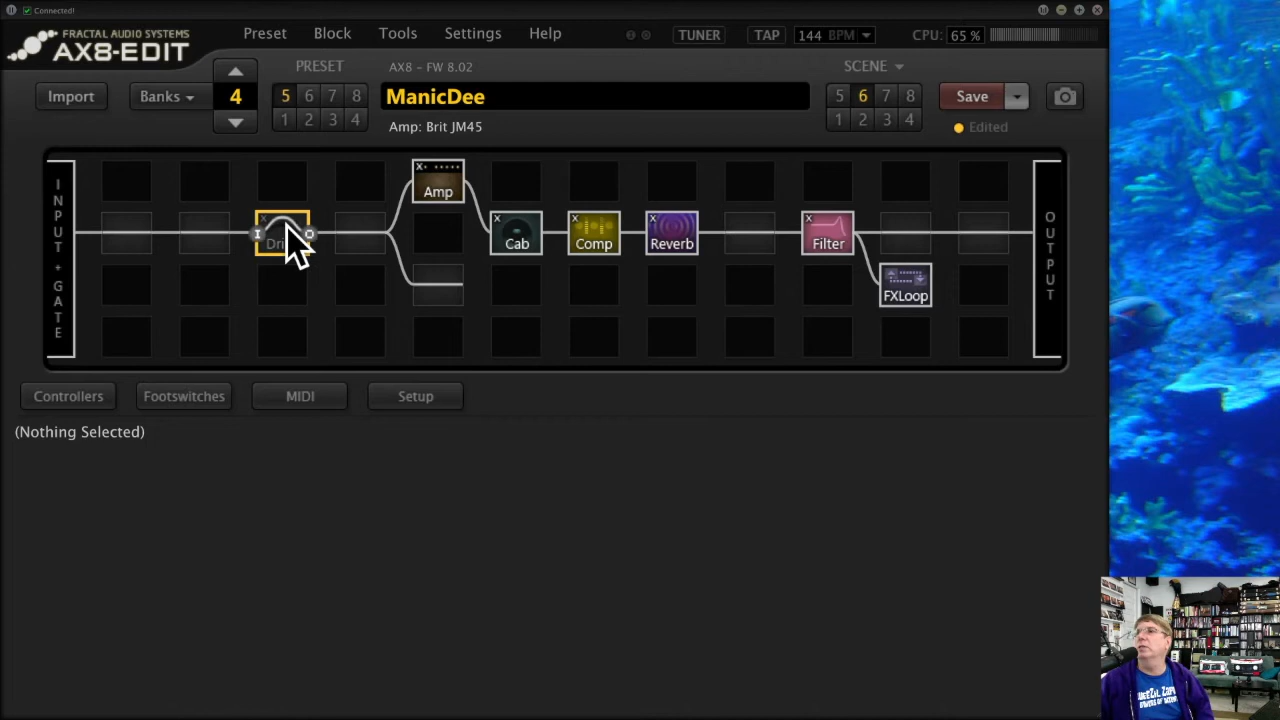 Connected!
FRACTAL AUDIO SYSTEMS
AX8-EDIT
Preset Block Tools Settings Help
TUNER TAP 144 BPM CPU: 65 %
PRESET
AX8 - FW 8.02
SCENE
Import
Banks
4
5 6 7 8
1 2 3 4
ManicDee
Amp: Brit JM45
5 6 7 8
1 2 3 4
Save
Edited
INPUT + GATE
X Amp
X Cab
X Comp
X Reverb
X Filter
FXLoop
OUTPUT
Controllers Footswitches MIDI Setup
(Nothing Selected)